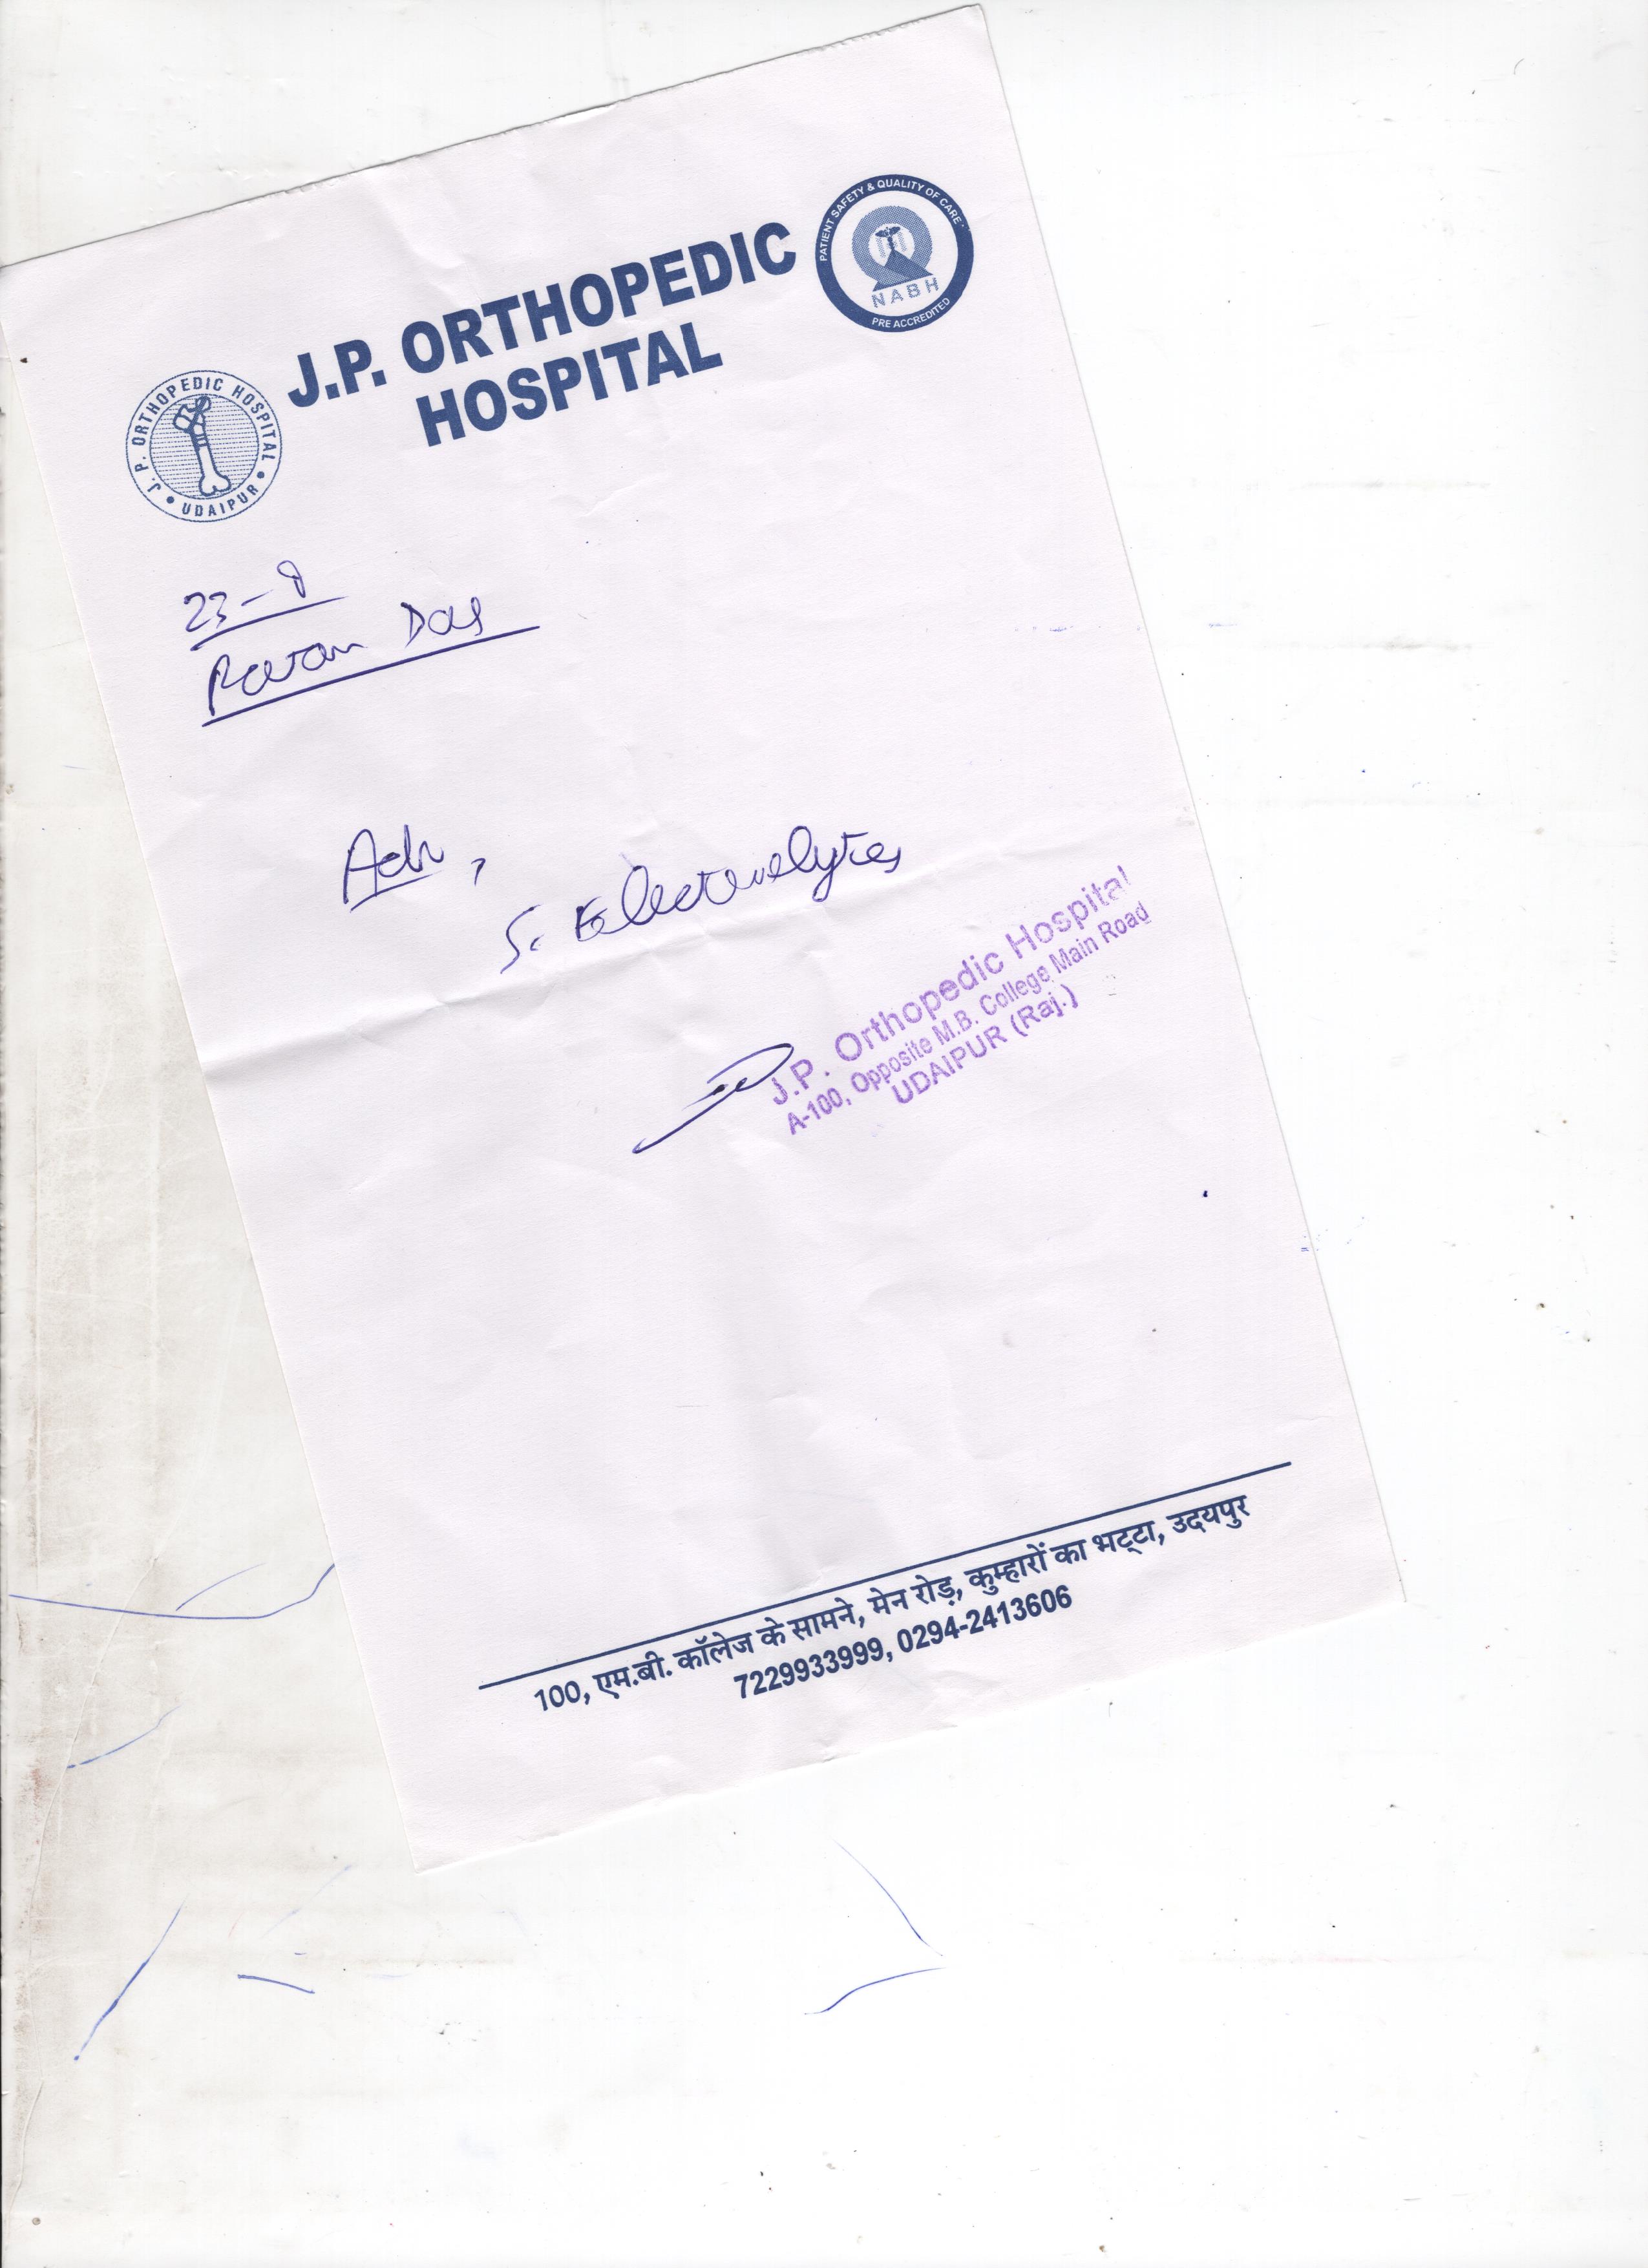 J.P. ORTHOPEDIC
HOSPITAL
PATIENT SAFETY & QUALITY OF CARE
NABH
PRE ACCREDITED
J. P. ORTHOPEDIC HOSPITAL
UDAIPUR
23-8
Pavan Das
Adv,
S. Electrolytes
J.P. Orthopedic Hospital
A-100, Opposite M.B. College Main Road
UDAIPUR (Raj.)
100, एम.बी. कॉलेज के सामने, मेन रोड़, कुम्हारों का भट्टा, उदयपुर
7229933999, 0294-2413606